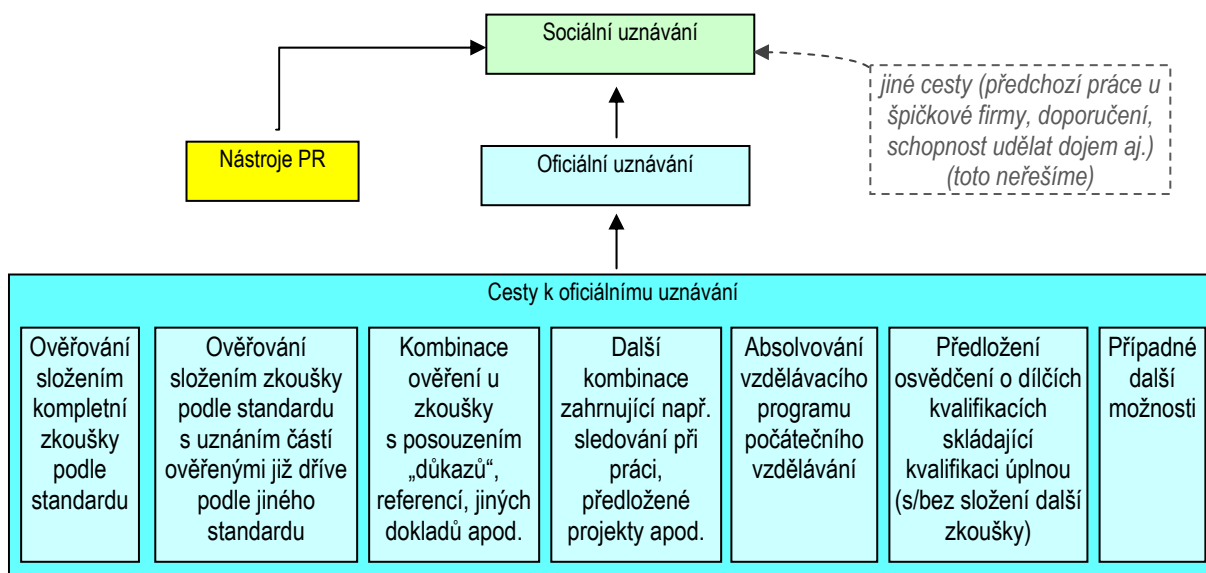 Sociální uznávání
jiné cesty (předchozí práce u
špičkové firmy, doporučení,
schopnost udělat dojem aj.)
(toto neřešíme)
Nástroje PR
Oficiální uznávání
Cesty k oficiálnímu uznávání
Ověřování
složením
kompletní
zkoušky
podle
standardu
Ověřování
složením zkoušky
podle standardu
s uznáním částí
ověřenými již dříve
podle jiného
standardu
Kombinace
ověření u
zkoušky
s posouzením
„důkazů“,
referencí, jiných
dokladů apod.
Další
kombinace
zahrnující např.
sledování při
práci,
předložené
projekty apod.
Absolvování
vzdělávacího
programu
počátečního
vzdělávání
Předložení
osvědčení o dílčích
kvalifikacích
skládající
kvalifikaci úplnou
(s/bez složení další
zkoušky)
Případné
další
možnosti